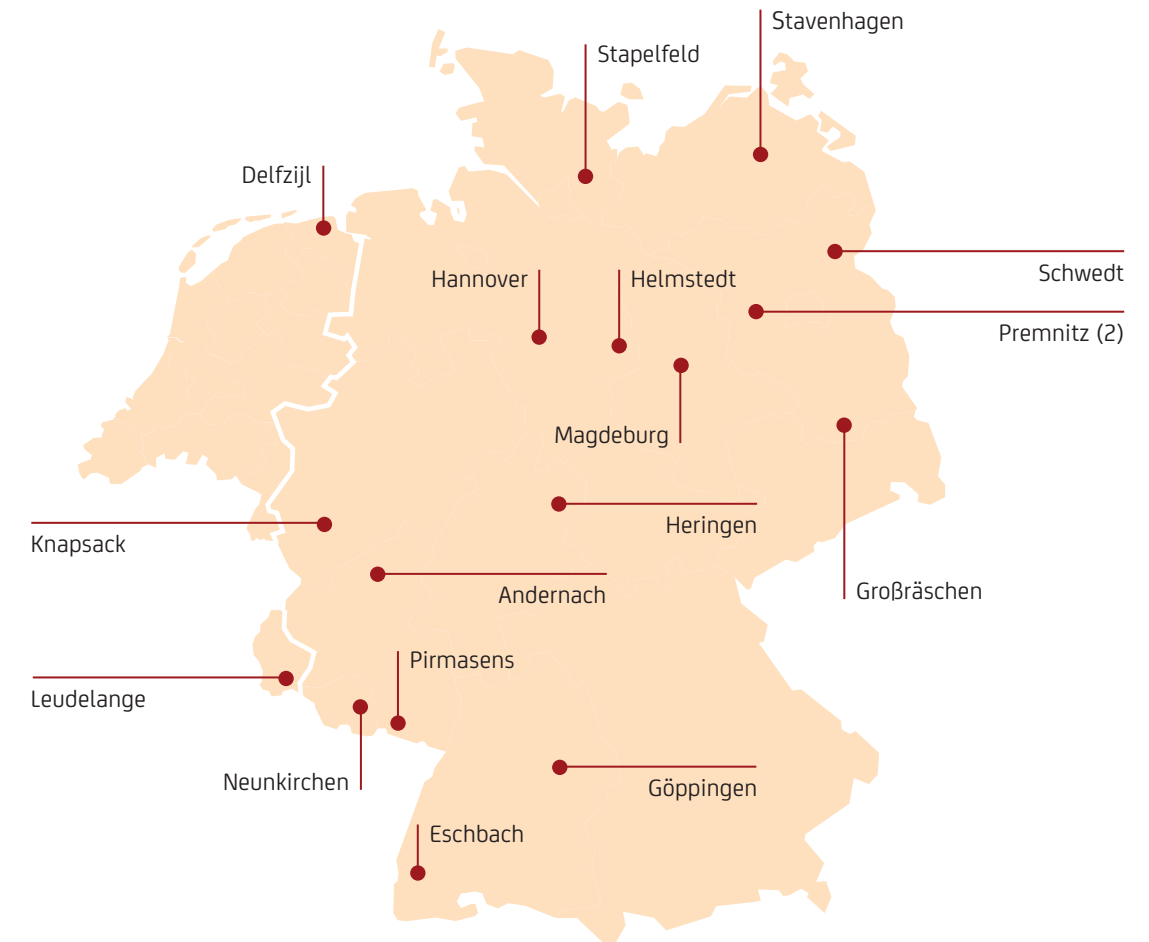 Stavenhagen
Stapelfeld
Delfzijl
Schwedt
Hannover
Helmstedt
Premnitz (2)
Magdeburg
Heringen
Knapsack
Großräschen
Andernach
Pirmasens
Leudelange
Neunkirchen
Göppingen
Eschbach